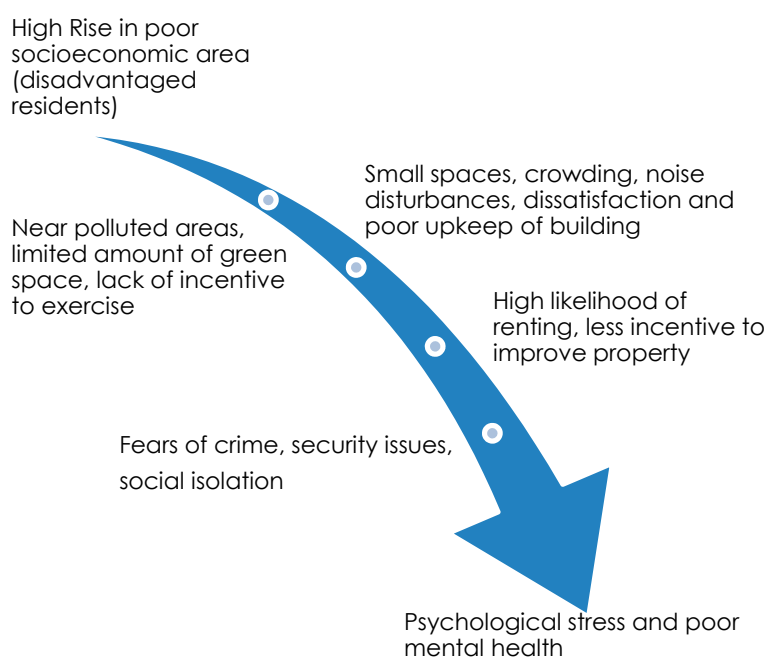 High Rise in poor
socioeconomic area
(disadvantaged
residents)
Small spaces, crowding, noise
disturbances, dissatisfaction and
poor upkeep of building
Near polluted areas,
limited amount of green
space, lack of incentive
to exercise
High likelihood of
renting, less incentive to
improve property
Fears of crime, security issues,
social isolation
Psychological stress and poor
mental health